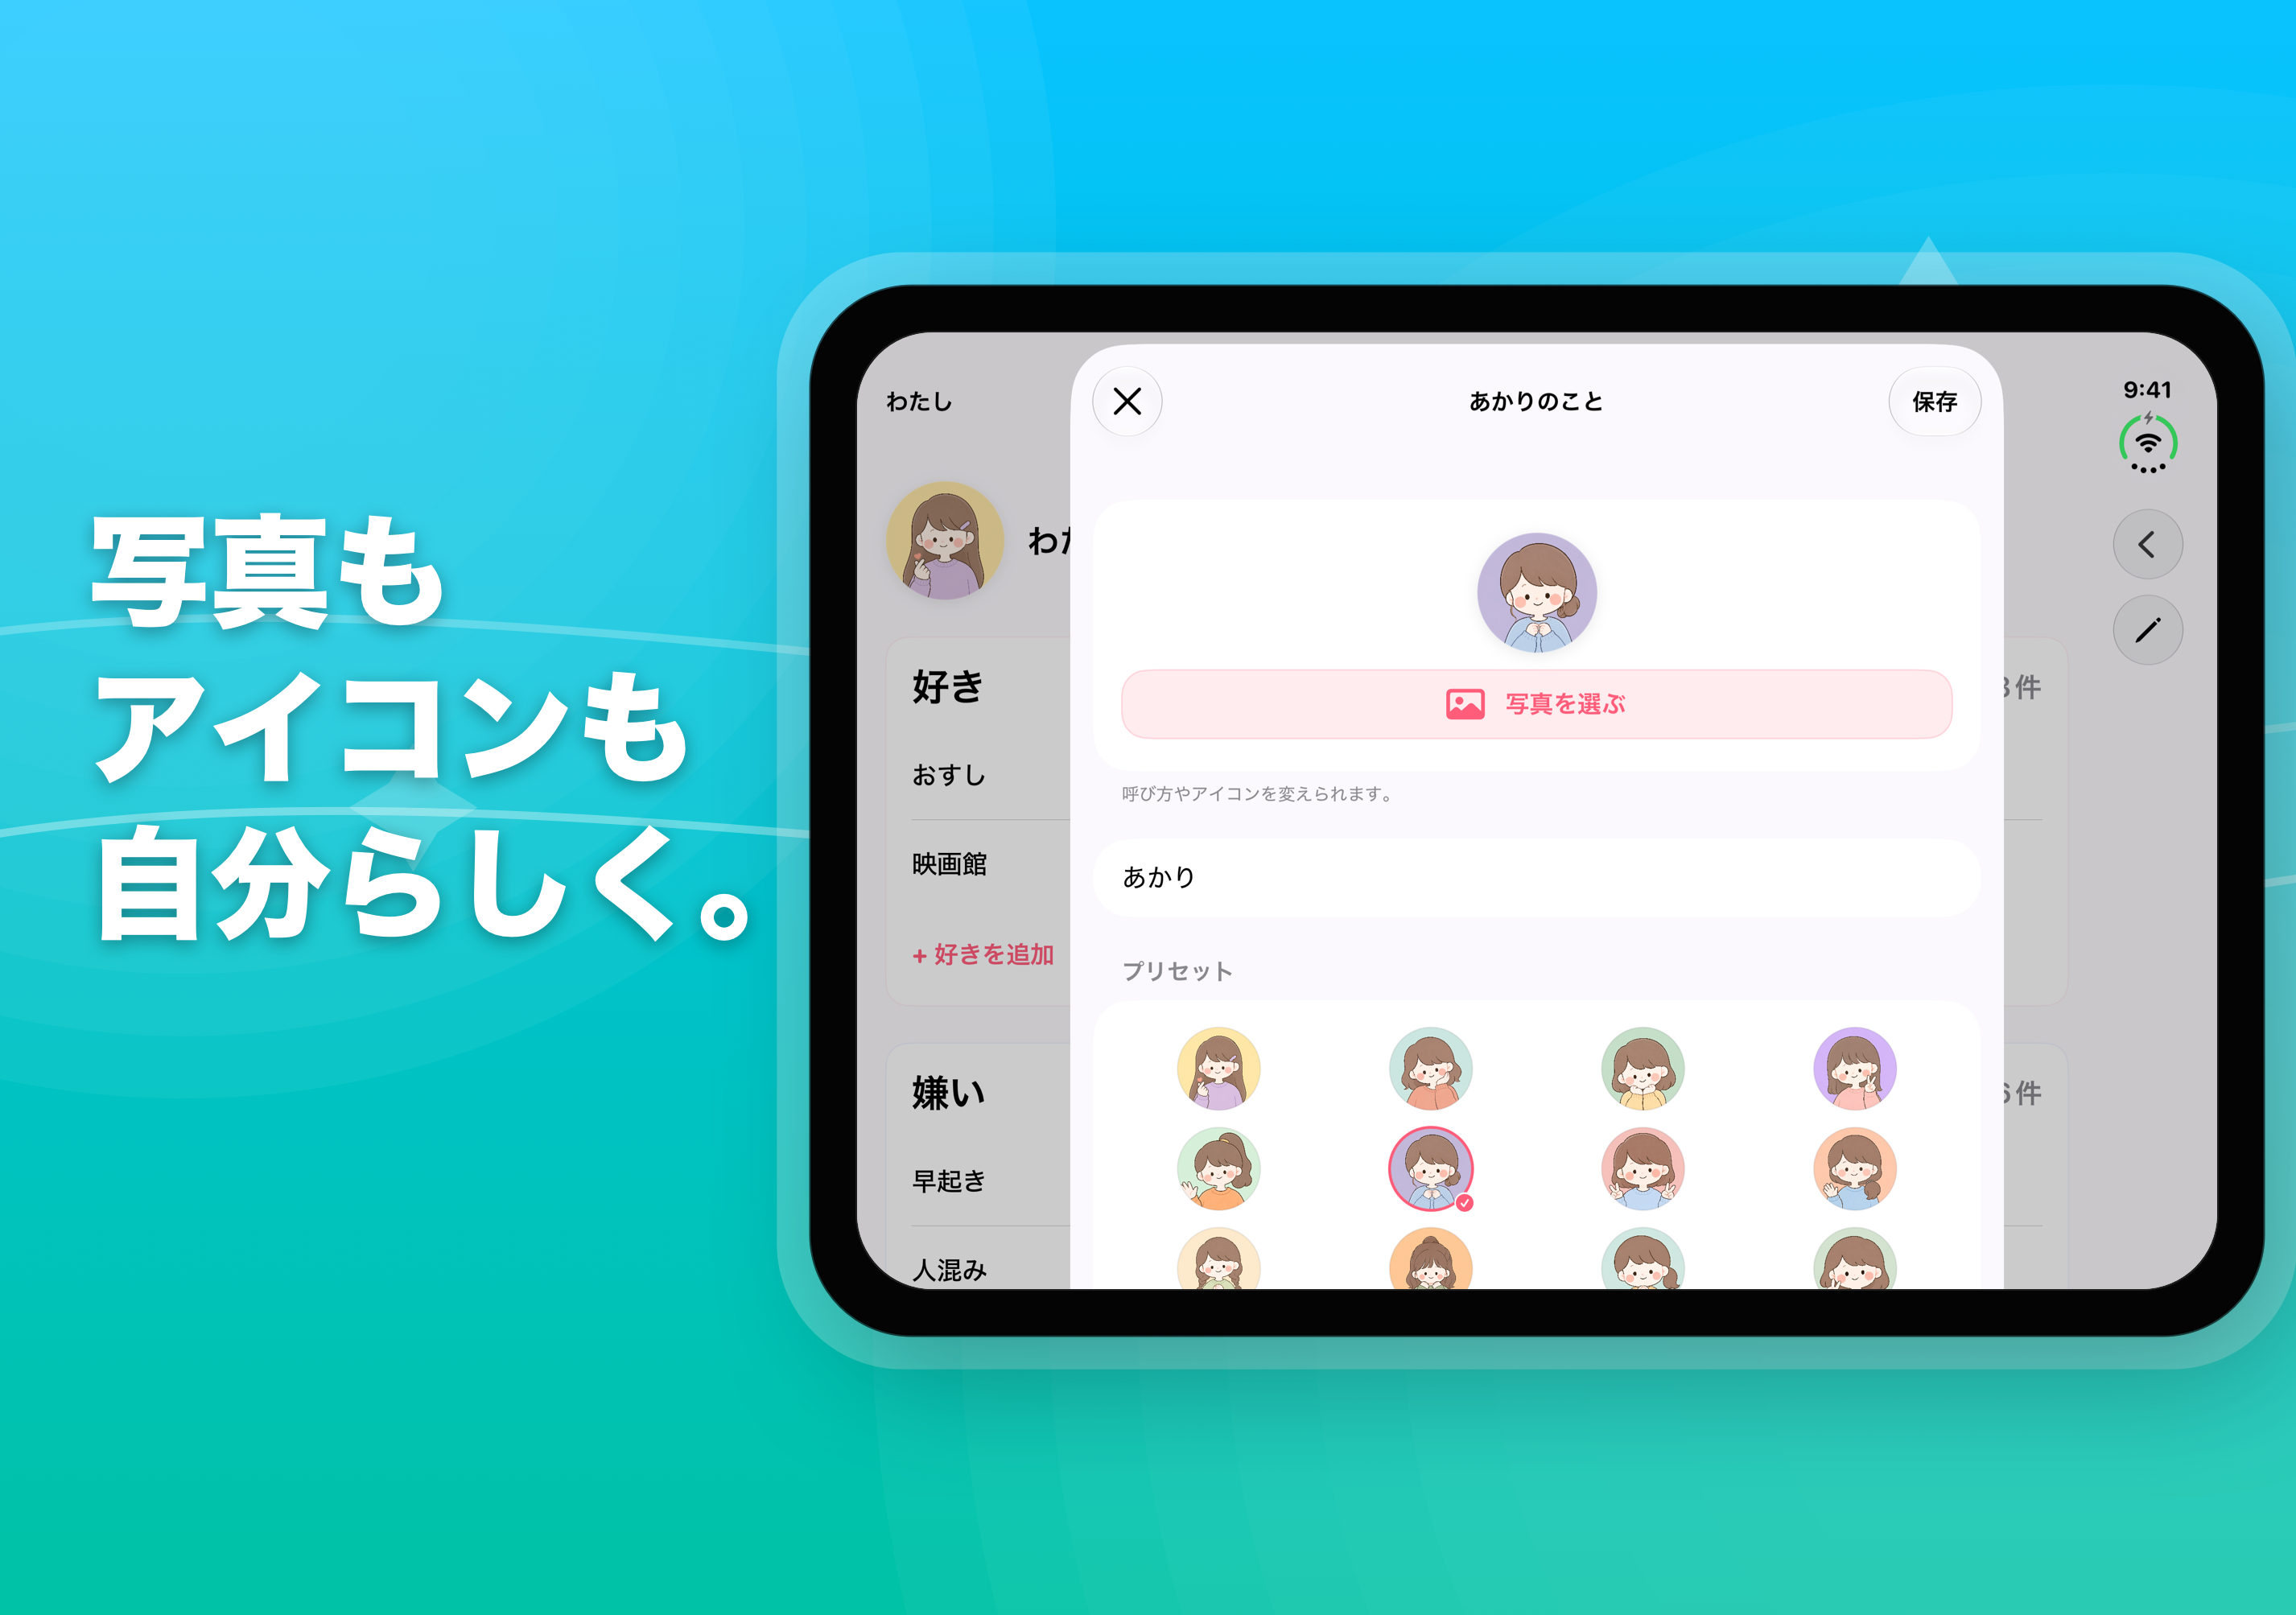 写真も
アイコンも
自分らしく。
わたし
あかりのこと
保存
9:41
写真を選ぶ
呼び方やアイコンを変えられます。
好き
件
おすし
映画館
あかり
+ 好きを追加
プリセット
嫌い
件
早起き
人混み